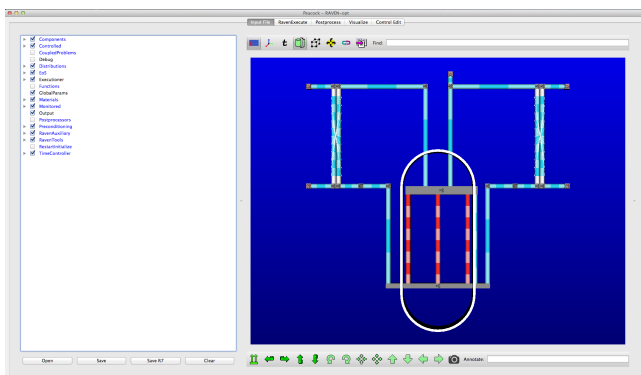 Peacock - RAVEN-opt
Input File RavenExecute Postprocess Visualize Control Edit
Find:
Components
Controlled
CoupledProblems
Debug
Distributions
EoS
Executioner
Functions
GlobalParams
Materials
Monitored
Output
Postprocessors
Preconditioning
RavenAuxiliary
RavenTools
RestartInitialize
TimeController
Open Save Save R7 Clear
Annotate: